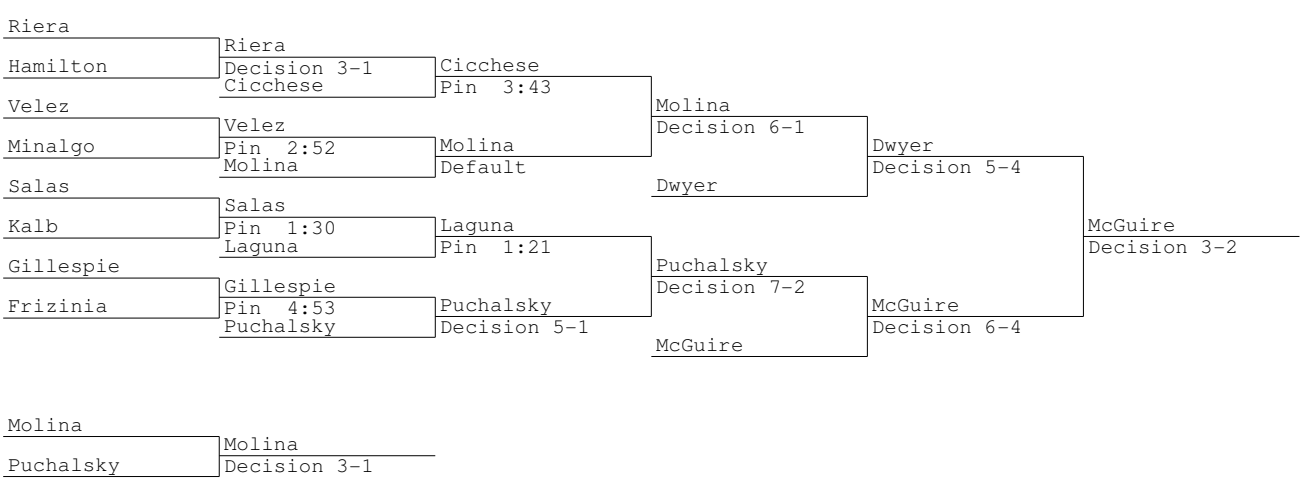 Riera
Hamilton
Velez
Minalgo
Salas
Kalb
Gillespie
Frizinia
Riera
Decision 3-1
Cicchese
Velez
Pin 2:52
Molina
Salas
Pin 1:30
Laguna
Gillespie
Pin 4:53
Puchalsky
Cicchese
Pin 3:43
Molina
Default
Laguna
Pin 1:21
Puchalsky
Decision 5-1
Molina
Decision 6-1
Dwyer
Puchalsky
Decision 7-2
McGuire
Dwyer
Decision 5-4
McGuire
Decision 6-4
McGuire
Decision 3-2
Molina
Puchalsky
Molina
Decision 3-1